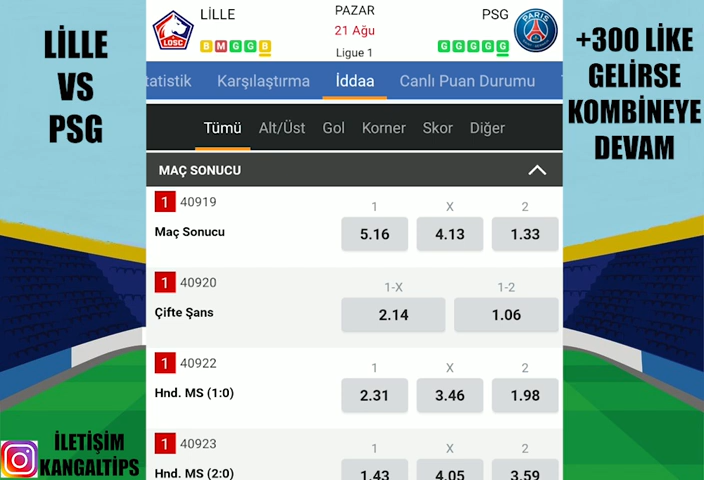 LİLLE
VS
PSG
LOSC
LİLLE
B M G G B
PAZAR
21 Ağu
Ligue 1
PSG
G G G G G
PARIS
+300 LİKE
GELİRSE
KOMBİNEYE
DEVAM
tatistik Karşılaştırma İddaa Canlı Puan Durumu
Tümü Alt/Üst Gol Korner Skor Diğer
MAÇ SONUCU
1 40919
1 X 2
Maç Sonucu 5.16 4.13 1.33
1 40920
1-X 1-2
Çifte Şans 2.14 1.06
1 40922
1 X 2
Hnd. MS (1:0) 2.31 3.46 1.98
1 40923
1 X 2
Hnd. MS (2:0) 1.43 4.05 3.59
İLETİŞİM
KANGALTİPS